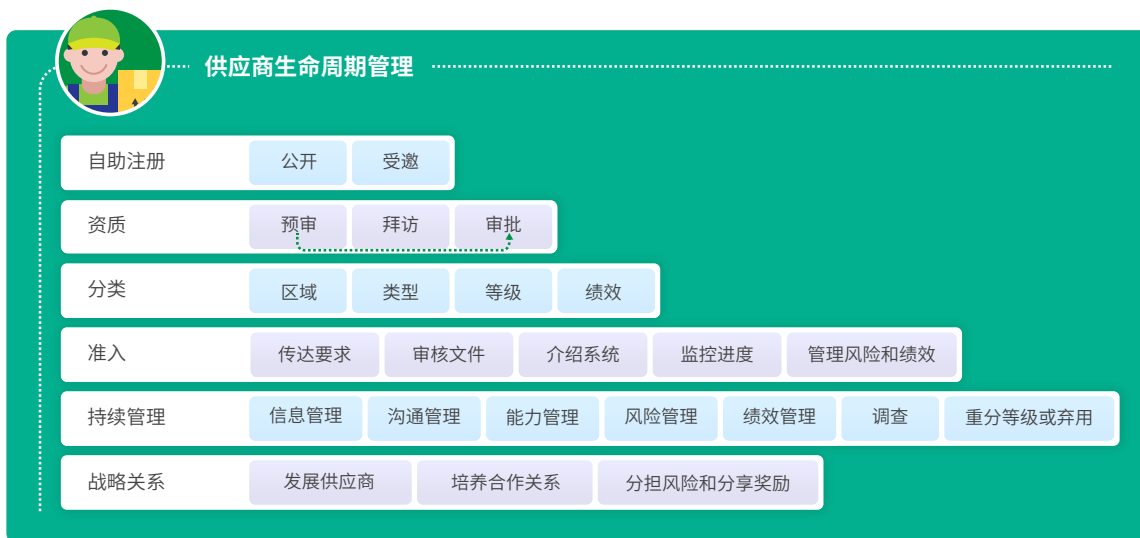 供应商生命周期管理
自助注册 公开 受邀
资质 预审 拜访 审批
分类 区域 类型 等级 绩效
准入 传达要求 审核文件 介绍系统 监控进度 管理风险和绩效
持续管理 信息管理 沟通管理 能力管理 风险管理 绩效管理 调查 重分等级或弃用
战略关系 发展供应商 培养合作关系 分担风险和分享奖励